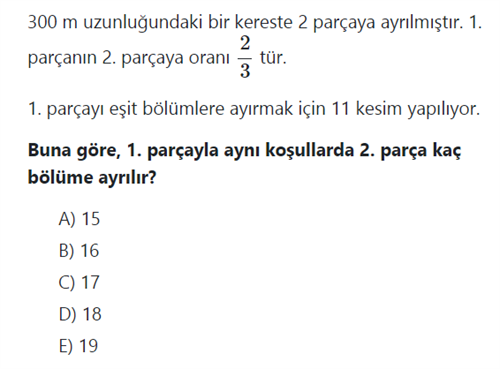 300 m uzunluğundaki bir kereste 2 parçaya ayrılmıştır. 1.
parçanın 2. parçaya oranı 2/3 tür.
1. parçayı eşit bölümlere ayırmak için 11 kesim yapılıyor.
Buna göre, 1. parçayla aynı koşullarda 2. parça kaç
bölüme ayrılır?
A) 15
B) 16
C) 17
D) 18
E) 19